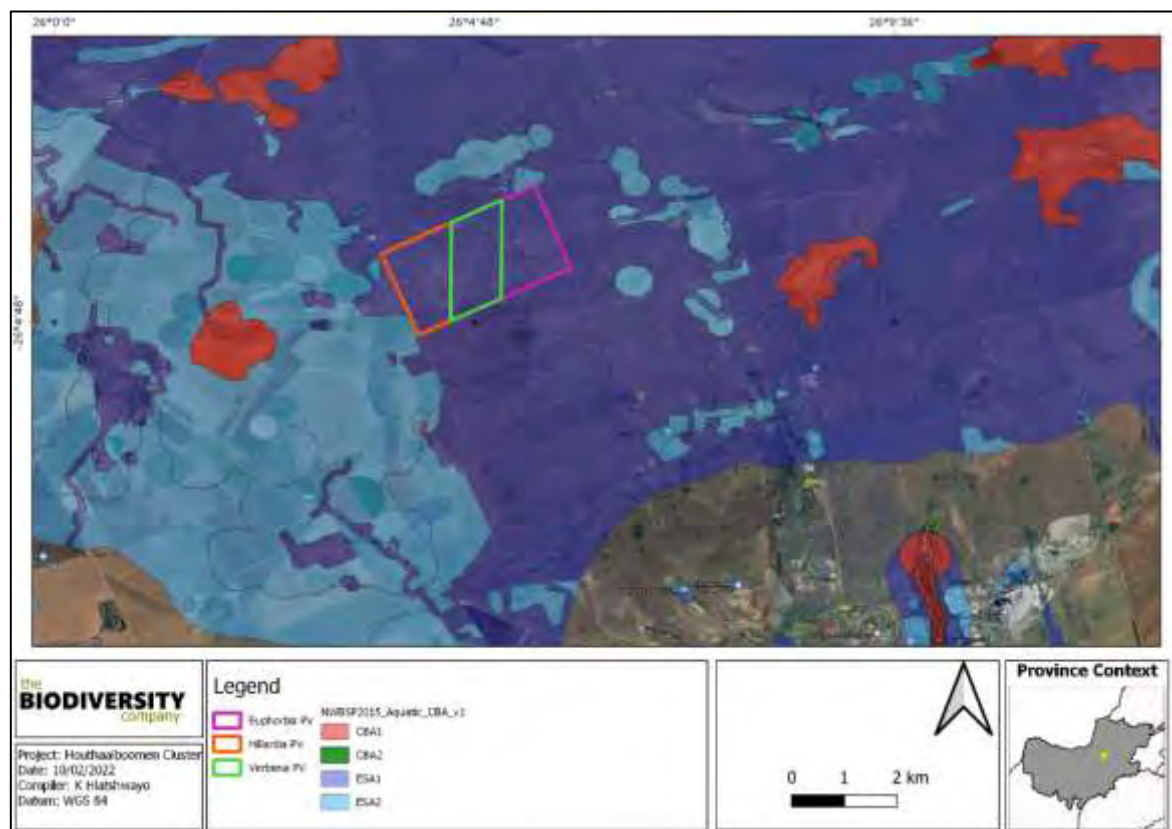 26°0'0" 26°4'48" 26°9'36"
-26°4'48"
the
BIODIVERSITY
company
Project: Houthaalboomen Cluster
Date: 10/02/2022
Compiler: K Hlatshwayo
Datum: WGS 84
Legend
Euphorbia PV
Hillardia PV
Verbena PV
NWBSP2015_Aquatic_CBA_v1
CBA1
CBA2
ESA1
ESA2
0 1 2 km
Province Context